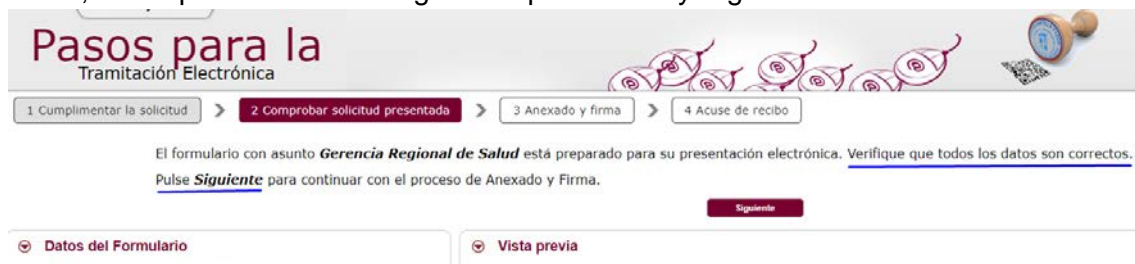 Pasos para la
Tramitación Electrónica
1 Cumplimentar la solicitud > 2 Comprobar solicitud presentada > 3 Anexado y firma > 4 Acuse de recibo
El formulario con asunto Gerencia Regional de Salud está preparado para su presentación electrónica. Verifique que todos los datos son correctos.
Pulse Siguiente para continuar con el proceso de Anexado y Firma.
Siguiente
Datos del Formulario
Vista previa